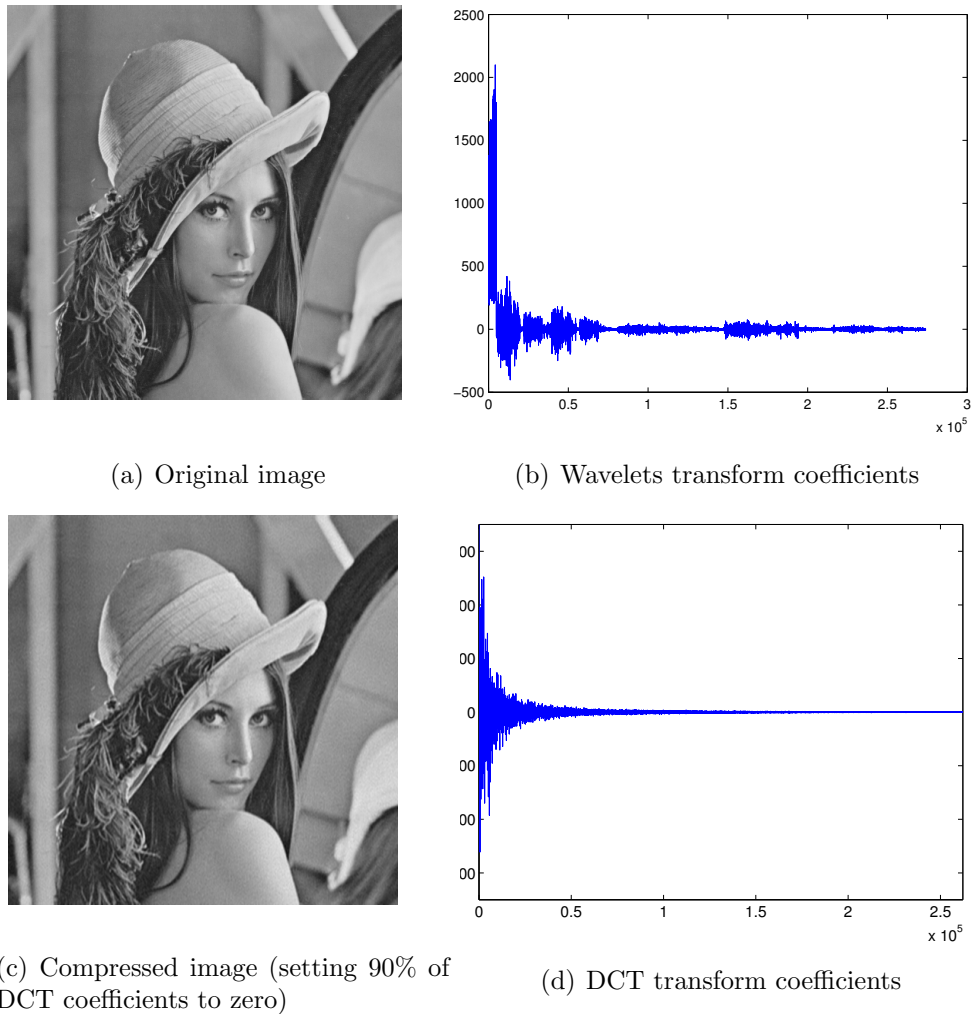 2500
2000
1500
1000
500
0
−500
0 0.5 1 1.5 2 2.5 3
x 10^5
(a) Original image
(b) Wavelets transform coefficients
00
00
00
0
00
00
00
0 0.5 1 1.5 2 2.5
x 10^5
(c) Compressed image (setting 90% of
DCT coefficients to zero)
(d) DCT transform coefficients